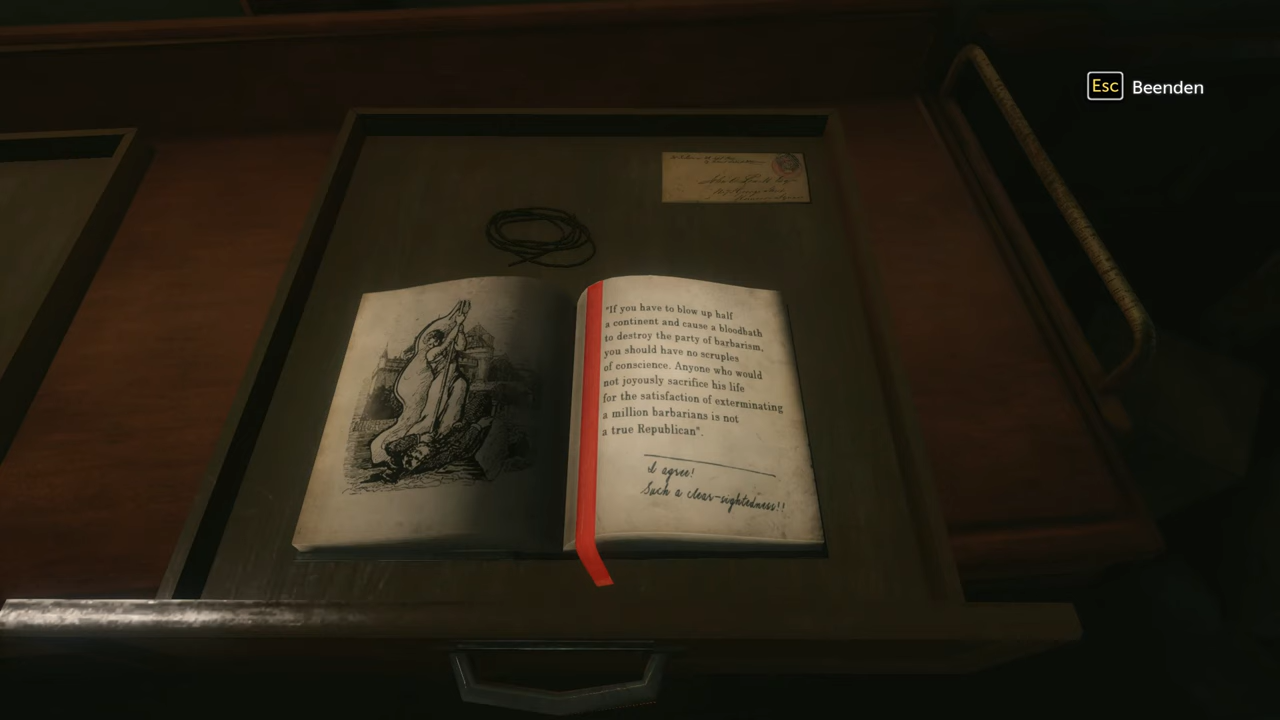 Esc Beenden
"If you have to blow up half
a continent and cause a bloodbath
to destroy the party of barbarism,
you should have no scruples
of conscience. Anyone who would
not joyously sacrifice his life
for the satisfaction of exterminating
a million barbarians is not
a true Republican".
I agree!
Such a clear-sightedness!!